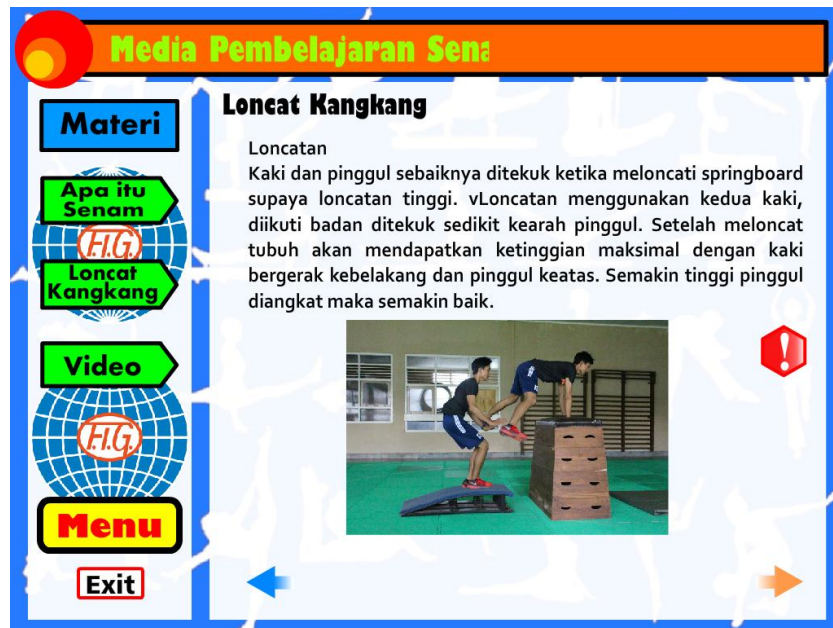 Media Pembelajaran Sena
Materi
Apa itu
Senam
F.I.G.
Loncat
Kangkang
Video
F.I.G.
Menu
Exit
Loncat Kangkang
Loncatan
Kaki dan pinggul sebaiknya ditekuk ketika meloncati springboard
supaya loncatan tinggi. vLoncatan menggunakan kedua kaki,
diikuti badan ditekuk sedikit kearah pinggul. Setelah meloncat
tubuh akan mendapatkan ketinggian maksimal dengan kaki
bergerak kebelakang dan pinggul keatas. Semakin tinggi pinggul
diangkat maka semakin baik.
!